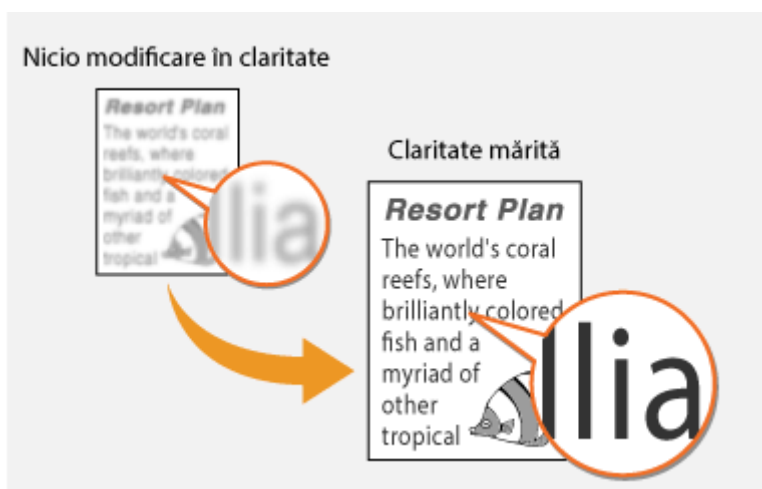 Nicio modificare în claritate
Resort Plan
The world's coral
reefs, where
brilliantly colored
fish and a
myriad of
other
tropical
lia
Claritate mărită
Resort Plan
The world's coral
reefs, where
brilliantly colored
fish and a
myriad of
other
tropical
llia